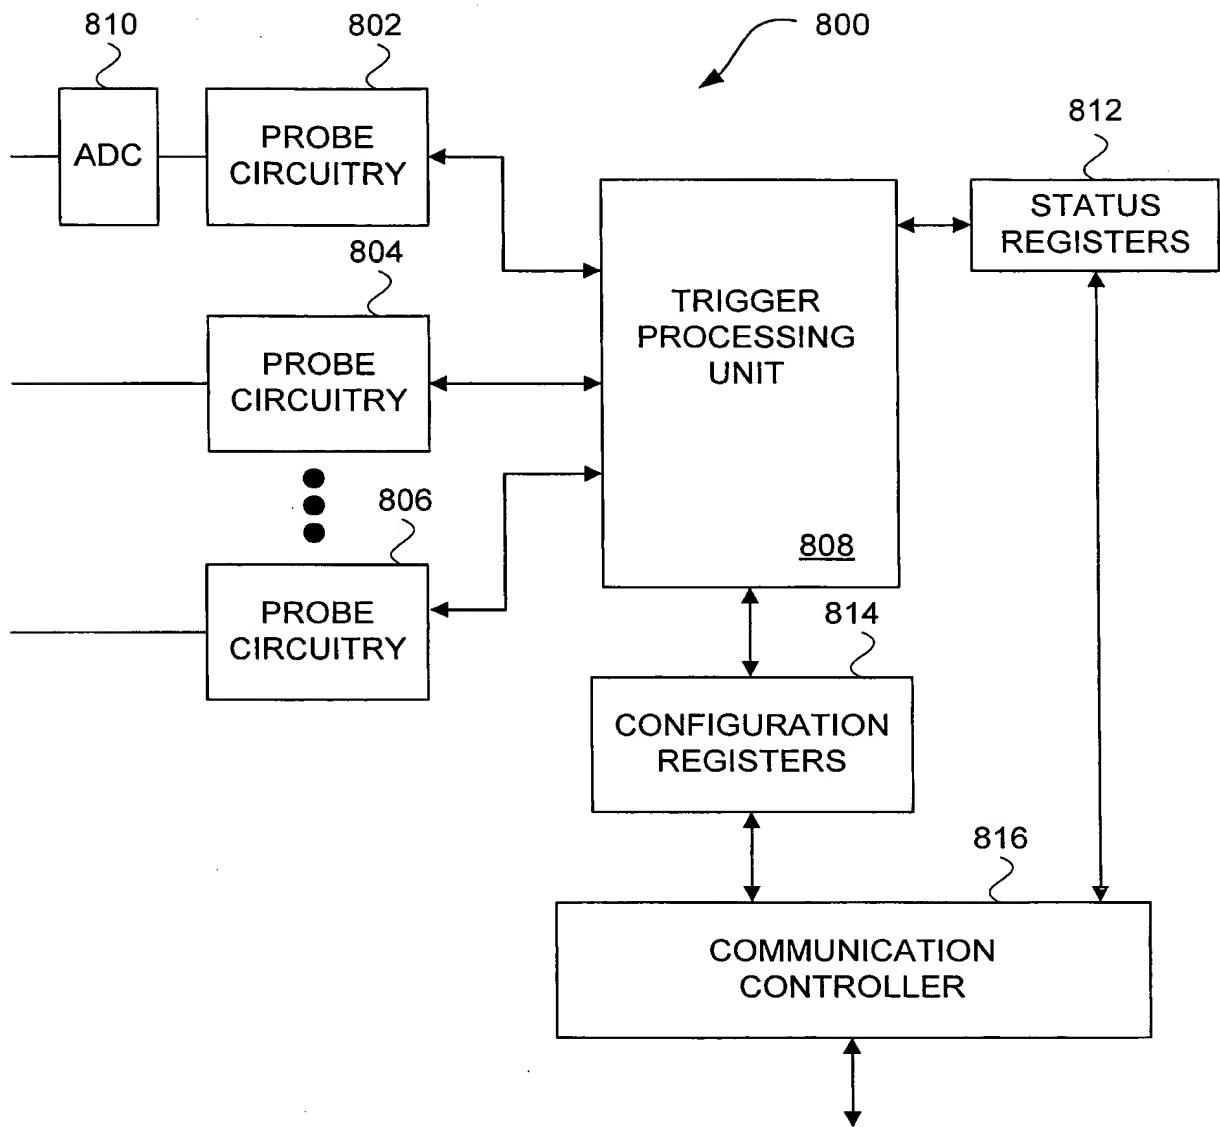 810
802
800
ADC
PROBE
CIRCUITRY
812
STATUS
REGISTERS
804
PROBE
CIRCUITRY
TRIGGER
PROCESSING
UNIT
808
806
PROBE
CIRCUITRY
814
CONFIGURATION
REGISTERS
816
COMMUNICATION
CONTROLLER